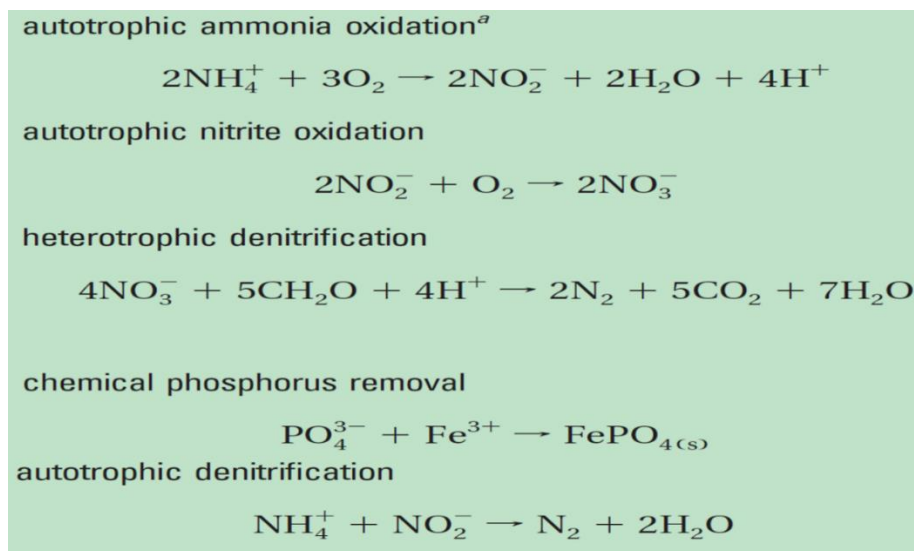 autotrophic ammonia oxidationᵃ
2NH₄⁺ + 3O₂ → 2NO₂⁻ + 2H₂O + 4H⁺
autotrophic nitrite oxidation
2NO₂⁻ + O₂ → 2NO₃⁻
heterotrophic denitrification
4NO₃⁻ + 5CH₂O + 4H⁺ → 2N₂ + 5CO₂ + 7H₂O
chemical phosphorus removal
PO₄³⁻ + Fe³⁺ → FePO₄₍ₛ₎
autotrophic denitrification
NH₄⁺ + NO₂⁻ → N₂ + 2H₂O